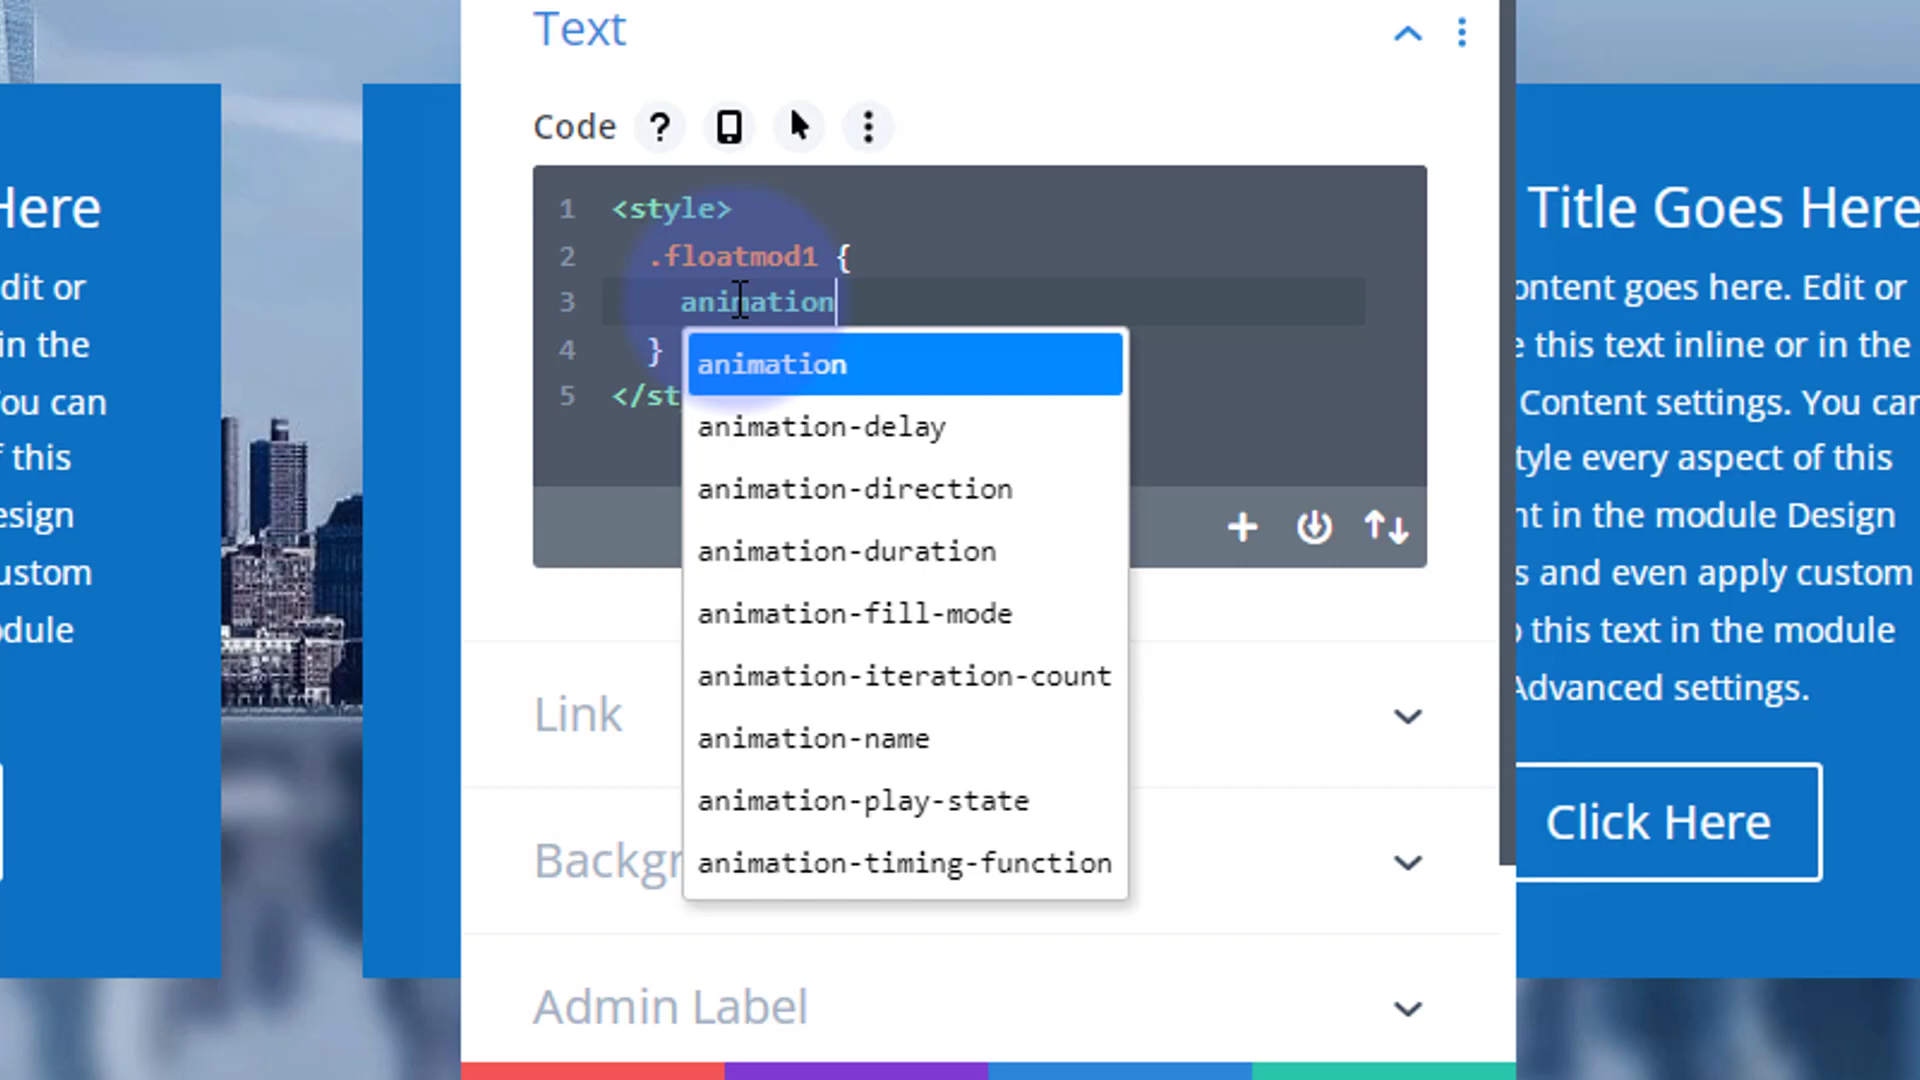 Text
Code ?
1 <style>
2 .floatmod1 {
3 animation
4 }
5 </st
animation
animation-delay
animation-direction
animation-duration
animation-fill-mode
animation-iteration-count
animation-name
animation-play-state
animation-timing-function
Link
Backgr
Admin Label
Here
dit or
in the
You can
f this
esign
ustom
odule
Title Goes Here
ontent goes here. Edit or
e this text inline or in the
Content settings. You can
tyle every aspect of this
nt in the module Design
s and even apply custom
o this text in the module
Advanced settings.
Click Here